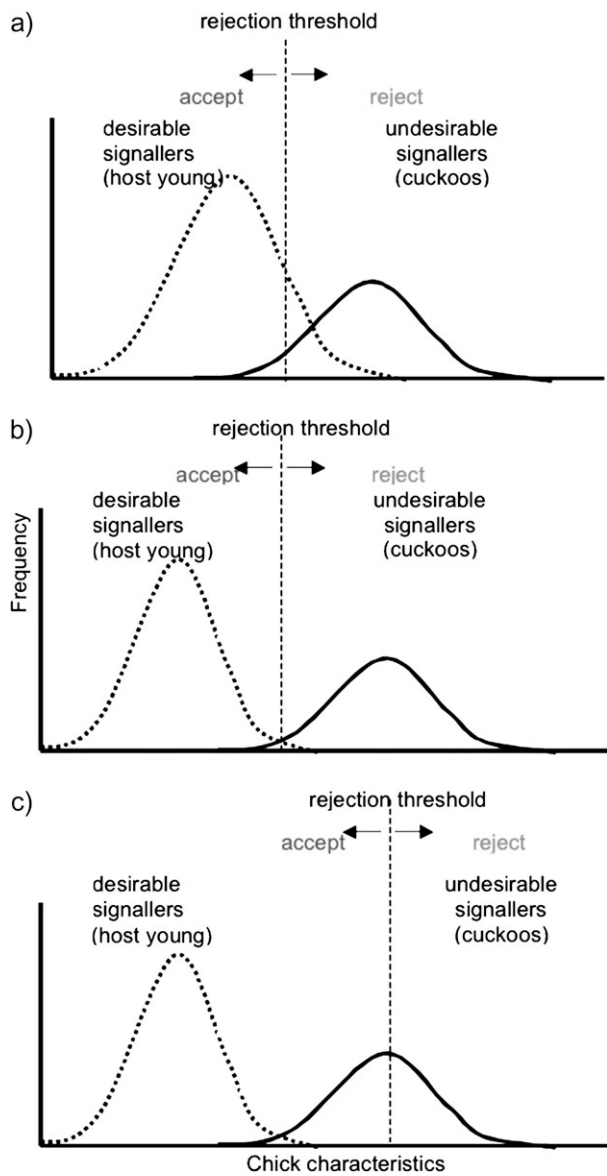 a)
rejection threshold
accept
reject
desirable
signallers
(host young)
undesirable
signallers
(cuckoos)
b)
rejection threshold
accept
reject
desirable
signallers
(host young)
undesirable
signallers
(cuckoos)
Frequency
c)
rejection threshold
accept
reject
desirable
signallers
(host young)
undesirable
signallers
(cuckoos)
Chick characteristics